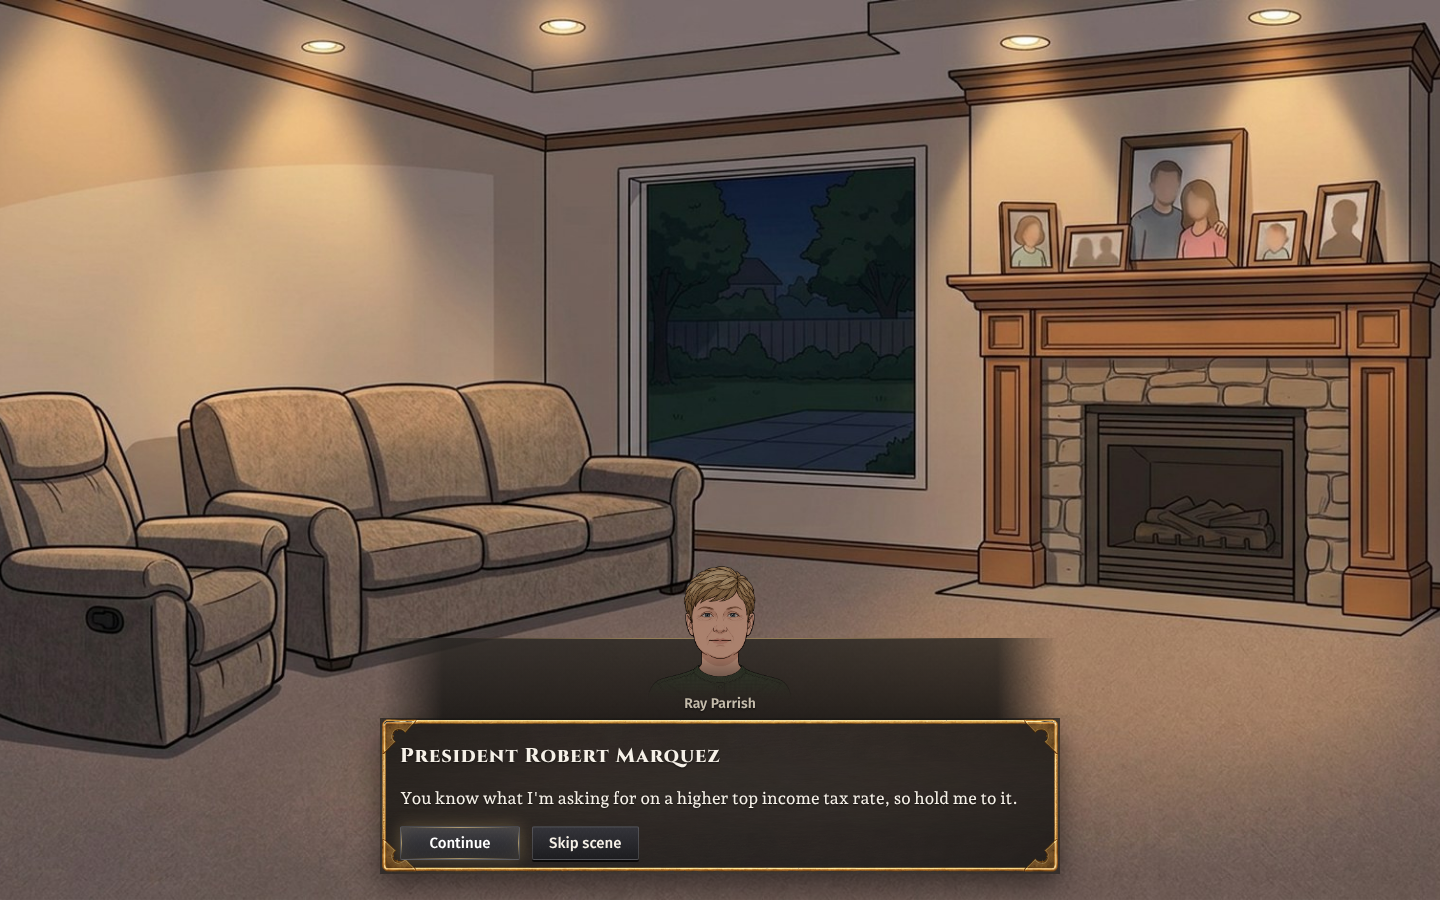 Ray Parrish
President Robert Marquez
You know what I'm asking for on a higher top income tax rate, so hold me to it.
Continue
Skip scene